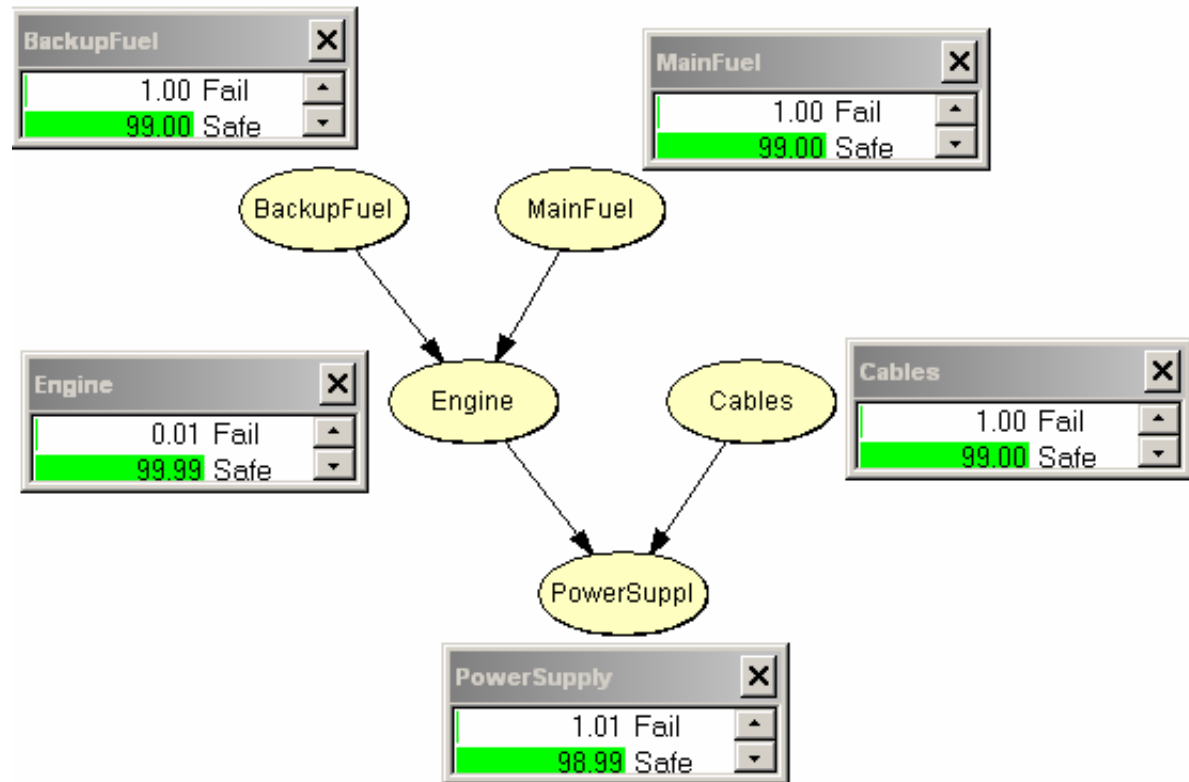 BackupFuel
1.00 Fail
99.00 Safe
MainFuel
1.00 Fail
99.00 Safe
BackupFuel
MainFuel
Engine
0.01 Fail
99.99 Safe
Engine
Cables
Cables
1.00 Fail
99.00 Safe
PowerSuppl
PowerSupply
1.01 Fail
98.99 Safe